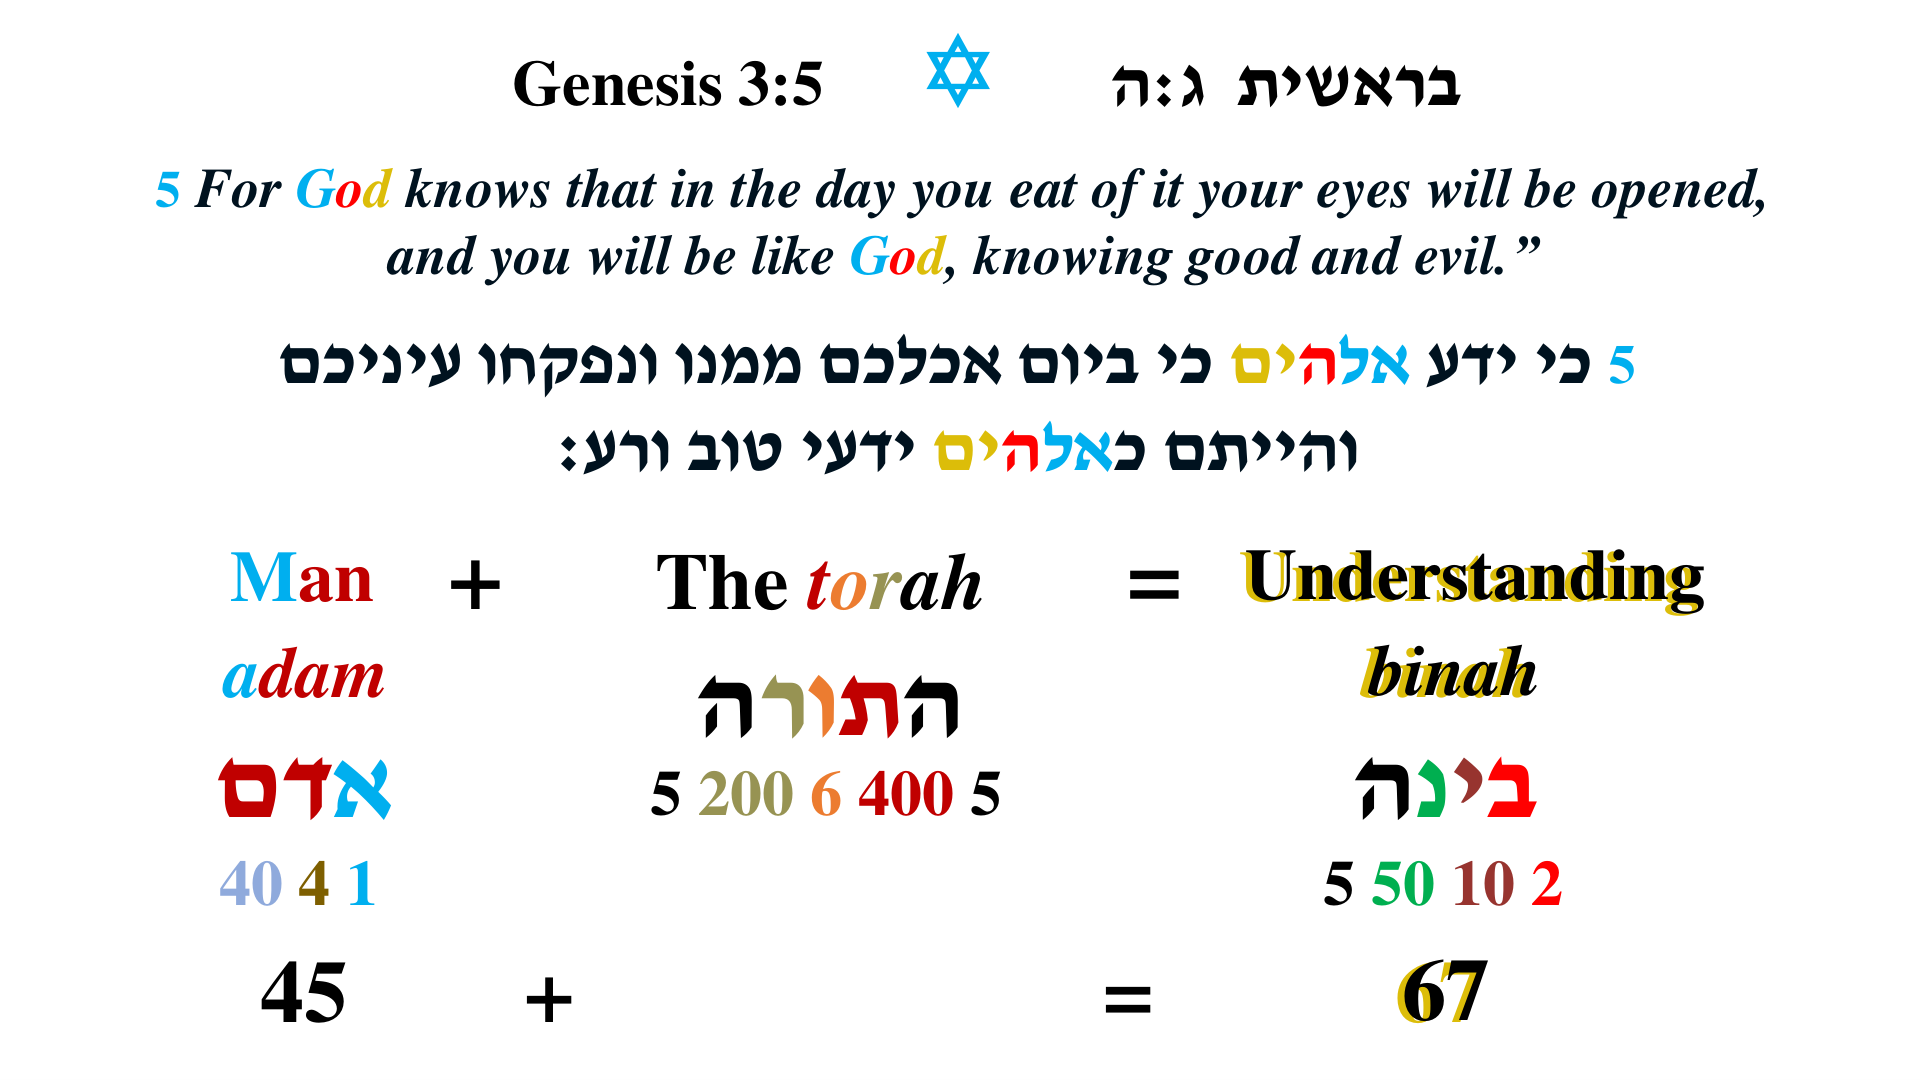 Genesis 3:5 ✡ בראשית ג:ה
5 For God knows that in the day you eat of it your eyes will be opened,
and you will be like God, knowing good and evil.”
5 כי ידע אלהים כי ביום אכלכם ממנו ונפקחו עיניכם
והייתם כאלהים ידעי טוב ורע:
Man + The torah = Understanding
adam binah
התורה
5 200 6 400 5
אדם בינה
40 4 1 5 50 10 2
45 + = 67